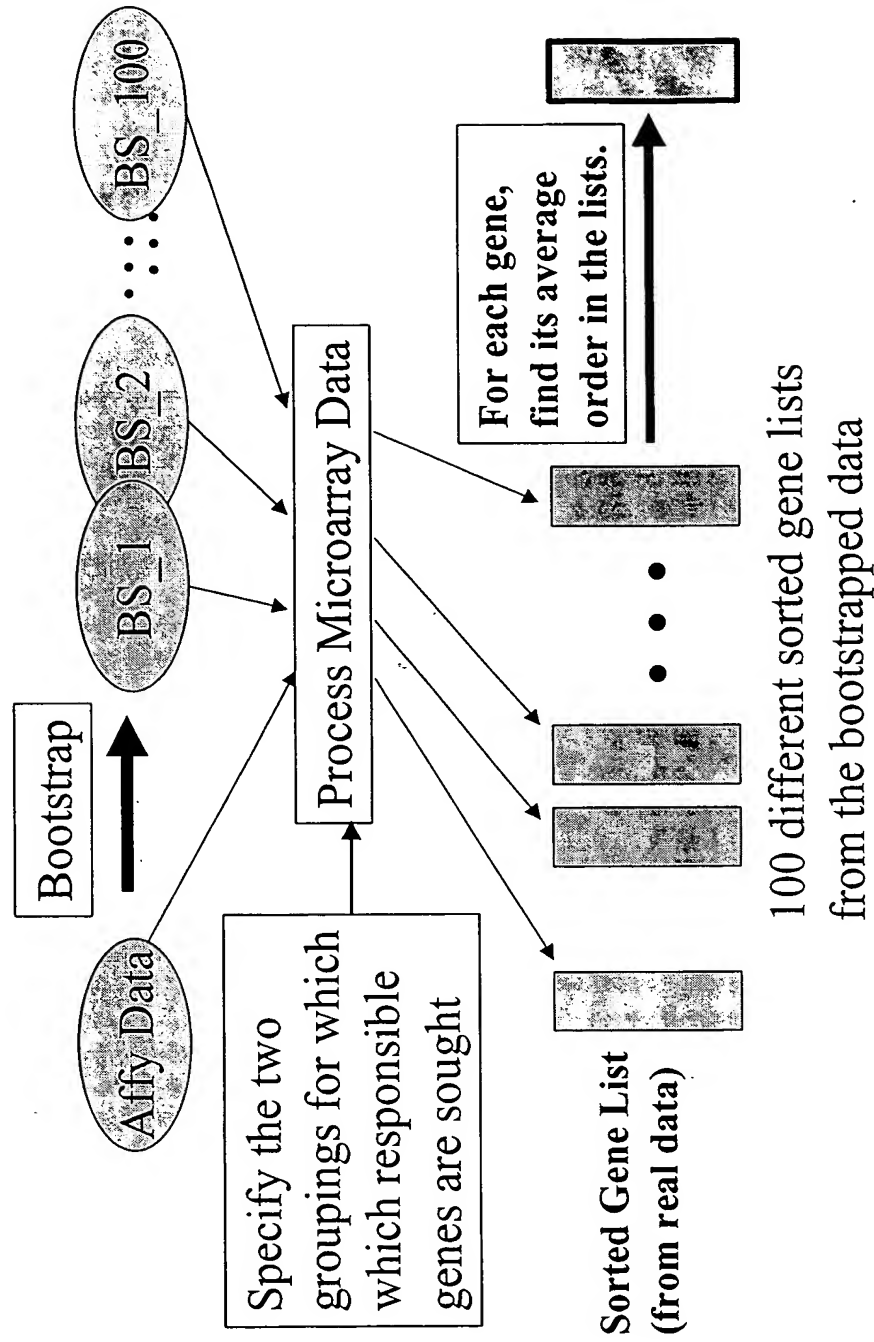 Affy Data
Bootstrap
BS_1
BS_2
BS_100
Specify the two
groupings for which
which responsible
genes are sought
Process Microarray Data
Sorted Gene List
(from real data)
For each gene,
find its average
order in the lists.
100 different sorted gene lists
from the bootstrapped data